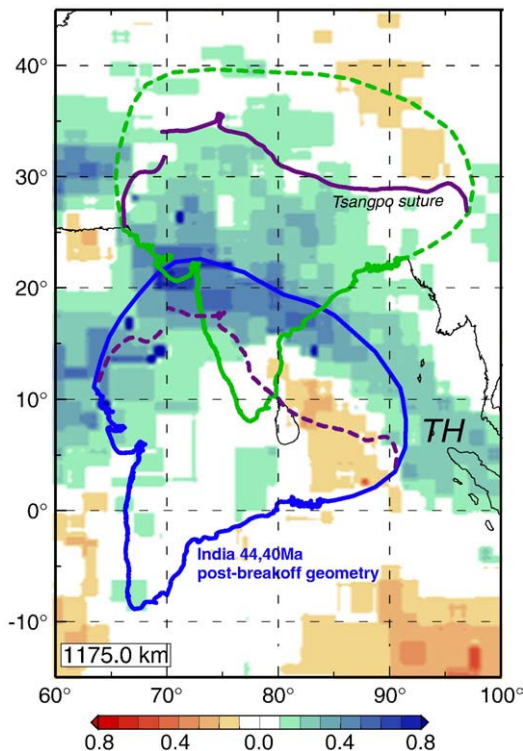 40°
30°
Tsangpo suture
20°
10°
TH
0°
India 44,40Ma
post-breakoff geometry
-10°
1175.0 km
60° 70° 80° 90° 100°
0.8 0.4 0.0 0.4 0.8